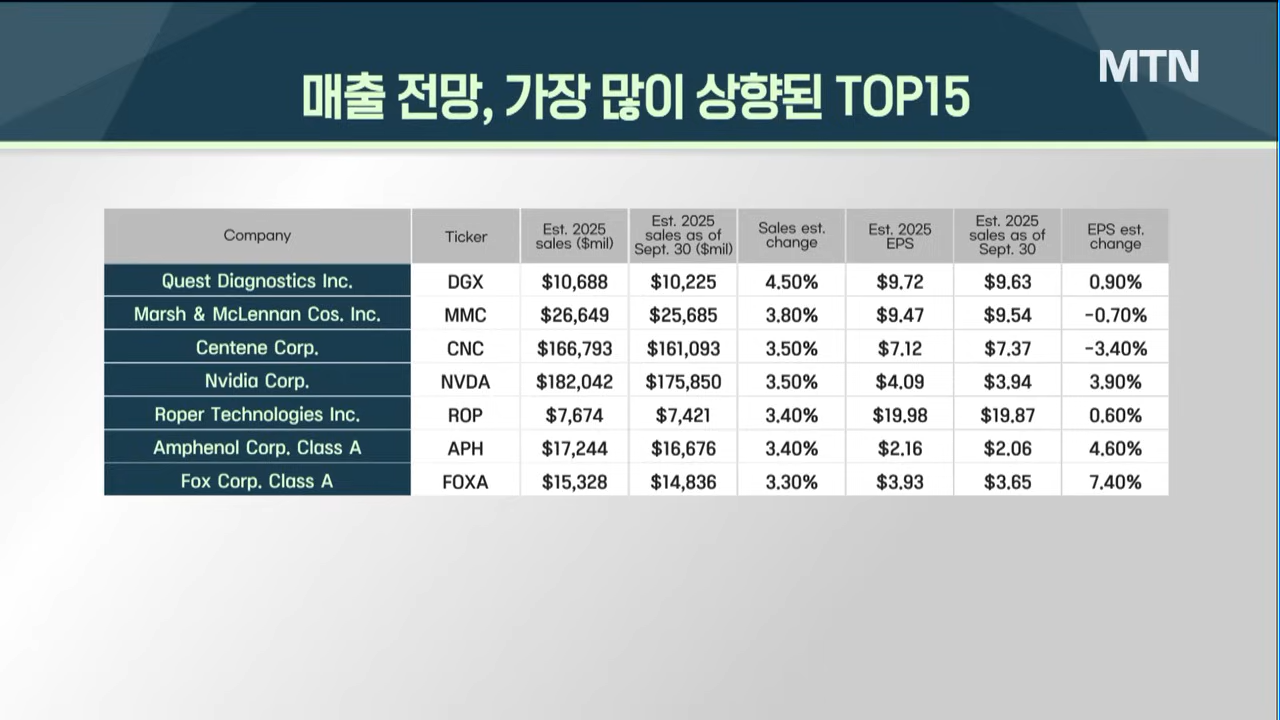 MTN
매출 전망, 가장 많이 상향된 TOP15
Company Ticker Est. 2025 sales ($mil) Est. 2025 sales as of Sept. 30 ($mil) Sales est. change Est. 2025 EPS Est. 2025 sales as of Sept. 30 EPS est. change
Quest Diagnostics Inc. DGX $10,688 $10,225 4.50% $9.72 $9.63 0.90%
Marsh & McLennan Cos. Inc. MMC $26,649 $25,685 3.80% $9.47 $9.54 -0.70%
Centene Corp. CNC $166,793 $161,093 3.50% $7.12 $7.37 -3.40%
Nvidia Corp. NVDA $182,042 $175,850 3.50% $4.09 $3.94 3.90%
Roper Technologies Inc. ROP $7,674 $7,421 3.40% $19.98 $19.87 0.60%
Amphenol Corp. Class A APH $17,244 $16,676 3.40% $2.16 $2.06 4.60%
Fox Corp. Class A FOXA $15,328 $14,836 3.30% $3.93 $3.65 7.40%